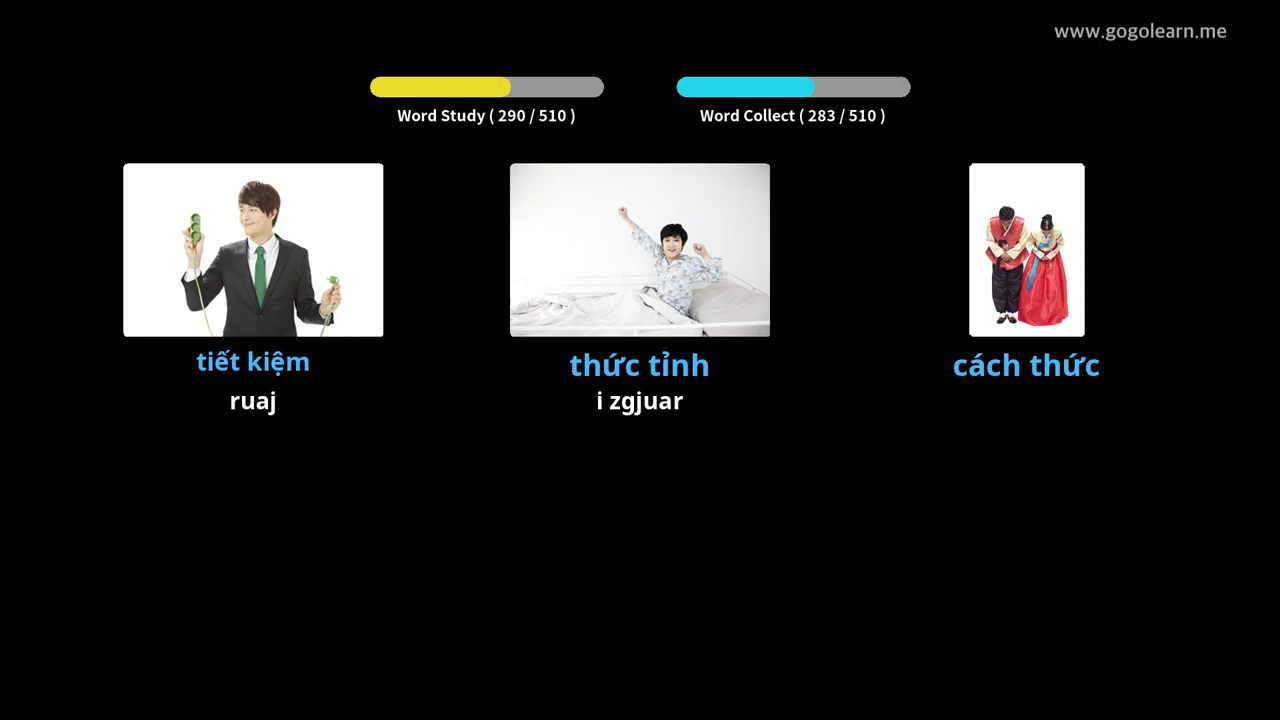 www.gogolearn.me
Word Study ( 290 / 510 )
Word Collect ( 283 / 510 )
tiết kiệm
ruaj
thức tỉnh
i zgjuar
cách thức